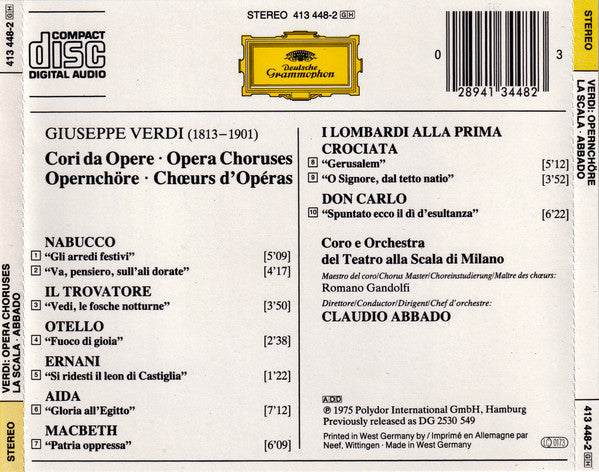 STEREO 413 448-2 GH
COMPACT
disc
DIGITAL AUDIO
Deutsche
Grammophon
0
28941 34482
3
GIUSEPPE VERDI (1813–1901)
Cori da Opere · Opera Choruses
Opernchöre · Chœurs d'Opéras
NABUCCO
1 “Gli arredi festivi” [5'09]
2 “Va, pensiero, sull'ali dorate” [4'17]
IL TROVATORE
3 “Vedi, le fosche notturne” [3'50]
OTELLO
4 “Fuoco di gioia” [2'38]
ERNANI
5 “Si ridesti il leon di Castiglia” [1'22]
AIDA
6 “Gloria all'Egitto” [7'12]
MACBETH
7 “Patria oppressa” [6'09]
I LOMBARDI ALLA PRIMA
CROCIATA
8 “Gerusalem” [5'12]
9 “O Signore, dal tetto natio” [3'52]
DON CARLO
10 “Spuntato ecco il dì d'esultanza” [6'22]
Coro e Orchestra
del Teatro alla Scala di Milano
Maestro del coro/Chorus Master/Choreinstudierung/Maître des chœurs:
Romano Gandolfi
Direttore/Conductor/Dirigent/Chef d'orchestre:
CLAUDIO ABBADO
ADD
℗ 1975 Polydor International GmbH, Hamburg
Previously released as DG 2530 549
Printed in West Germany by / Imprimé en Allemagne par
Neef, Wittingen · Made in West Germany
0173
STEREO
VERDI: OPERA CHORUSES
LA SCALA · ABBADO
413 448-2 GH
STEREO
VERDI: OPERNCHÖRE
LA SCALA · ABBADO
413 448-2 GH